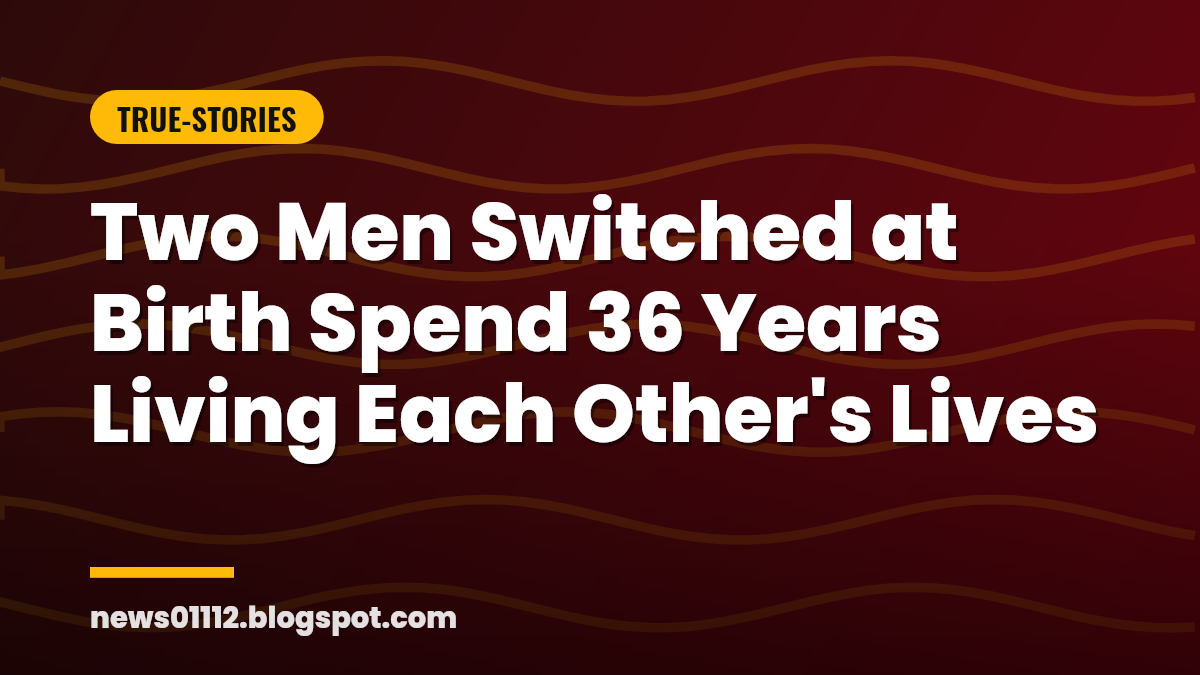 TRUE-STORIES
Two Men Switched at
Birth Spend 36 Years
Living Each Other's Lives
news01112.blogspot.com